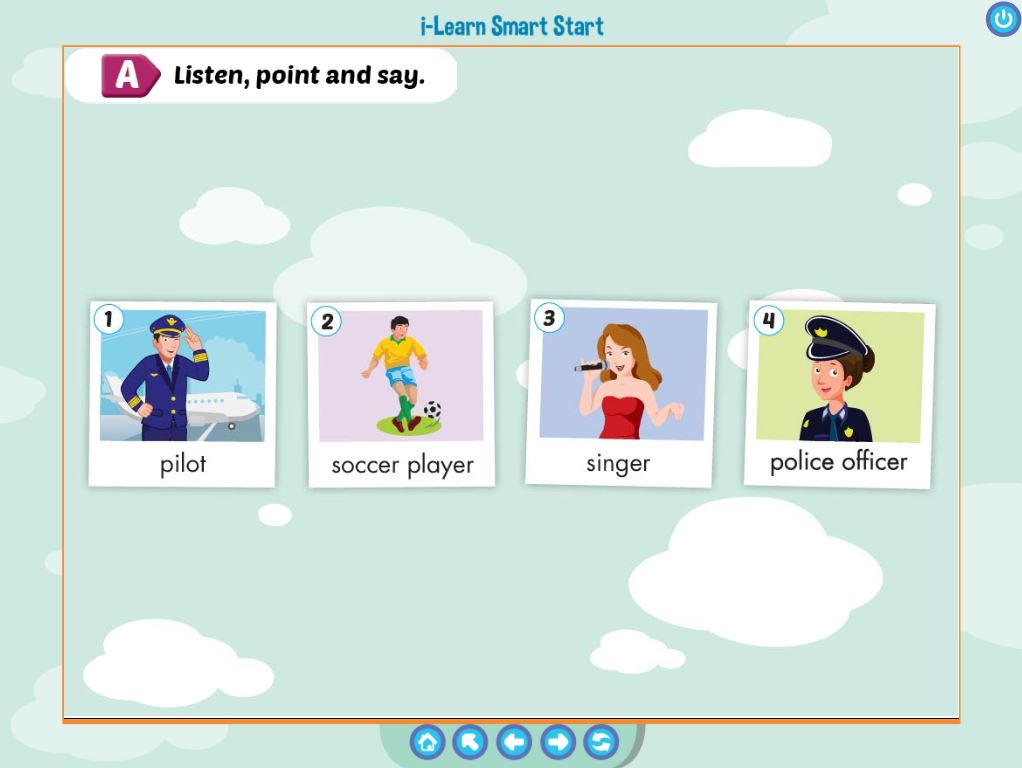 i-Learn Smart Start
A Listen, point and say.
1
2
3
4
pilot
soccer player
singer
police officer